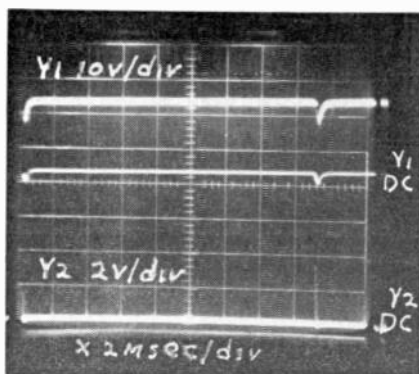 Y1 10V/div
Y1
DC
Y2 2V/div
Y2
DC
X 2msec/div